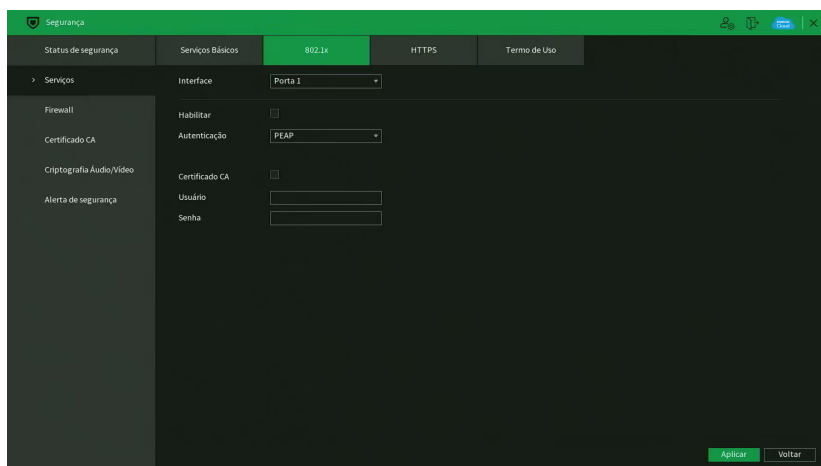 Segurança
Status de segurança
Serviços Básicos
802.1x
HTTPS
Termo de Uso
> Serviços
Firewall
Certificado CA
Criptografia Áudio/Vídeo
Alerta de segurança
Interface
Porta 1
Habilitar
Autenticação
PEAP
Certificado CA
Usuário
Senha
Aplicar
Voltar